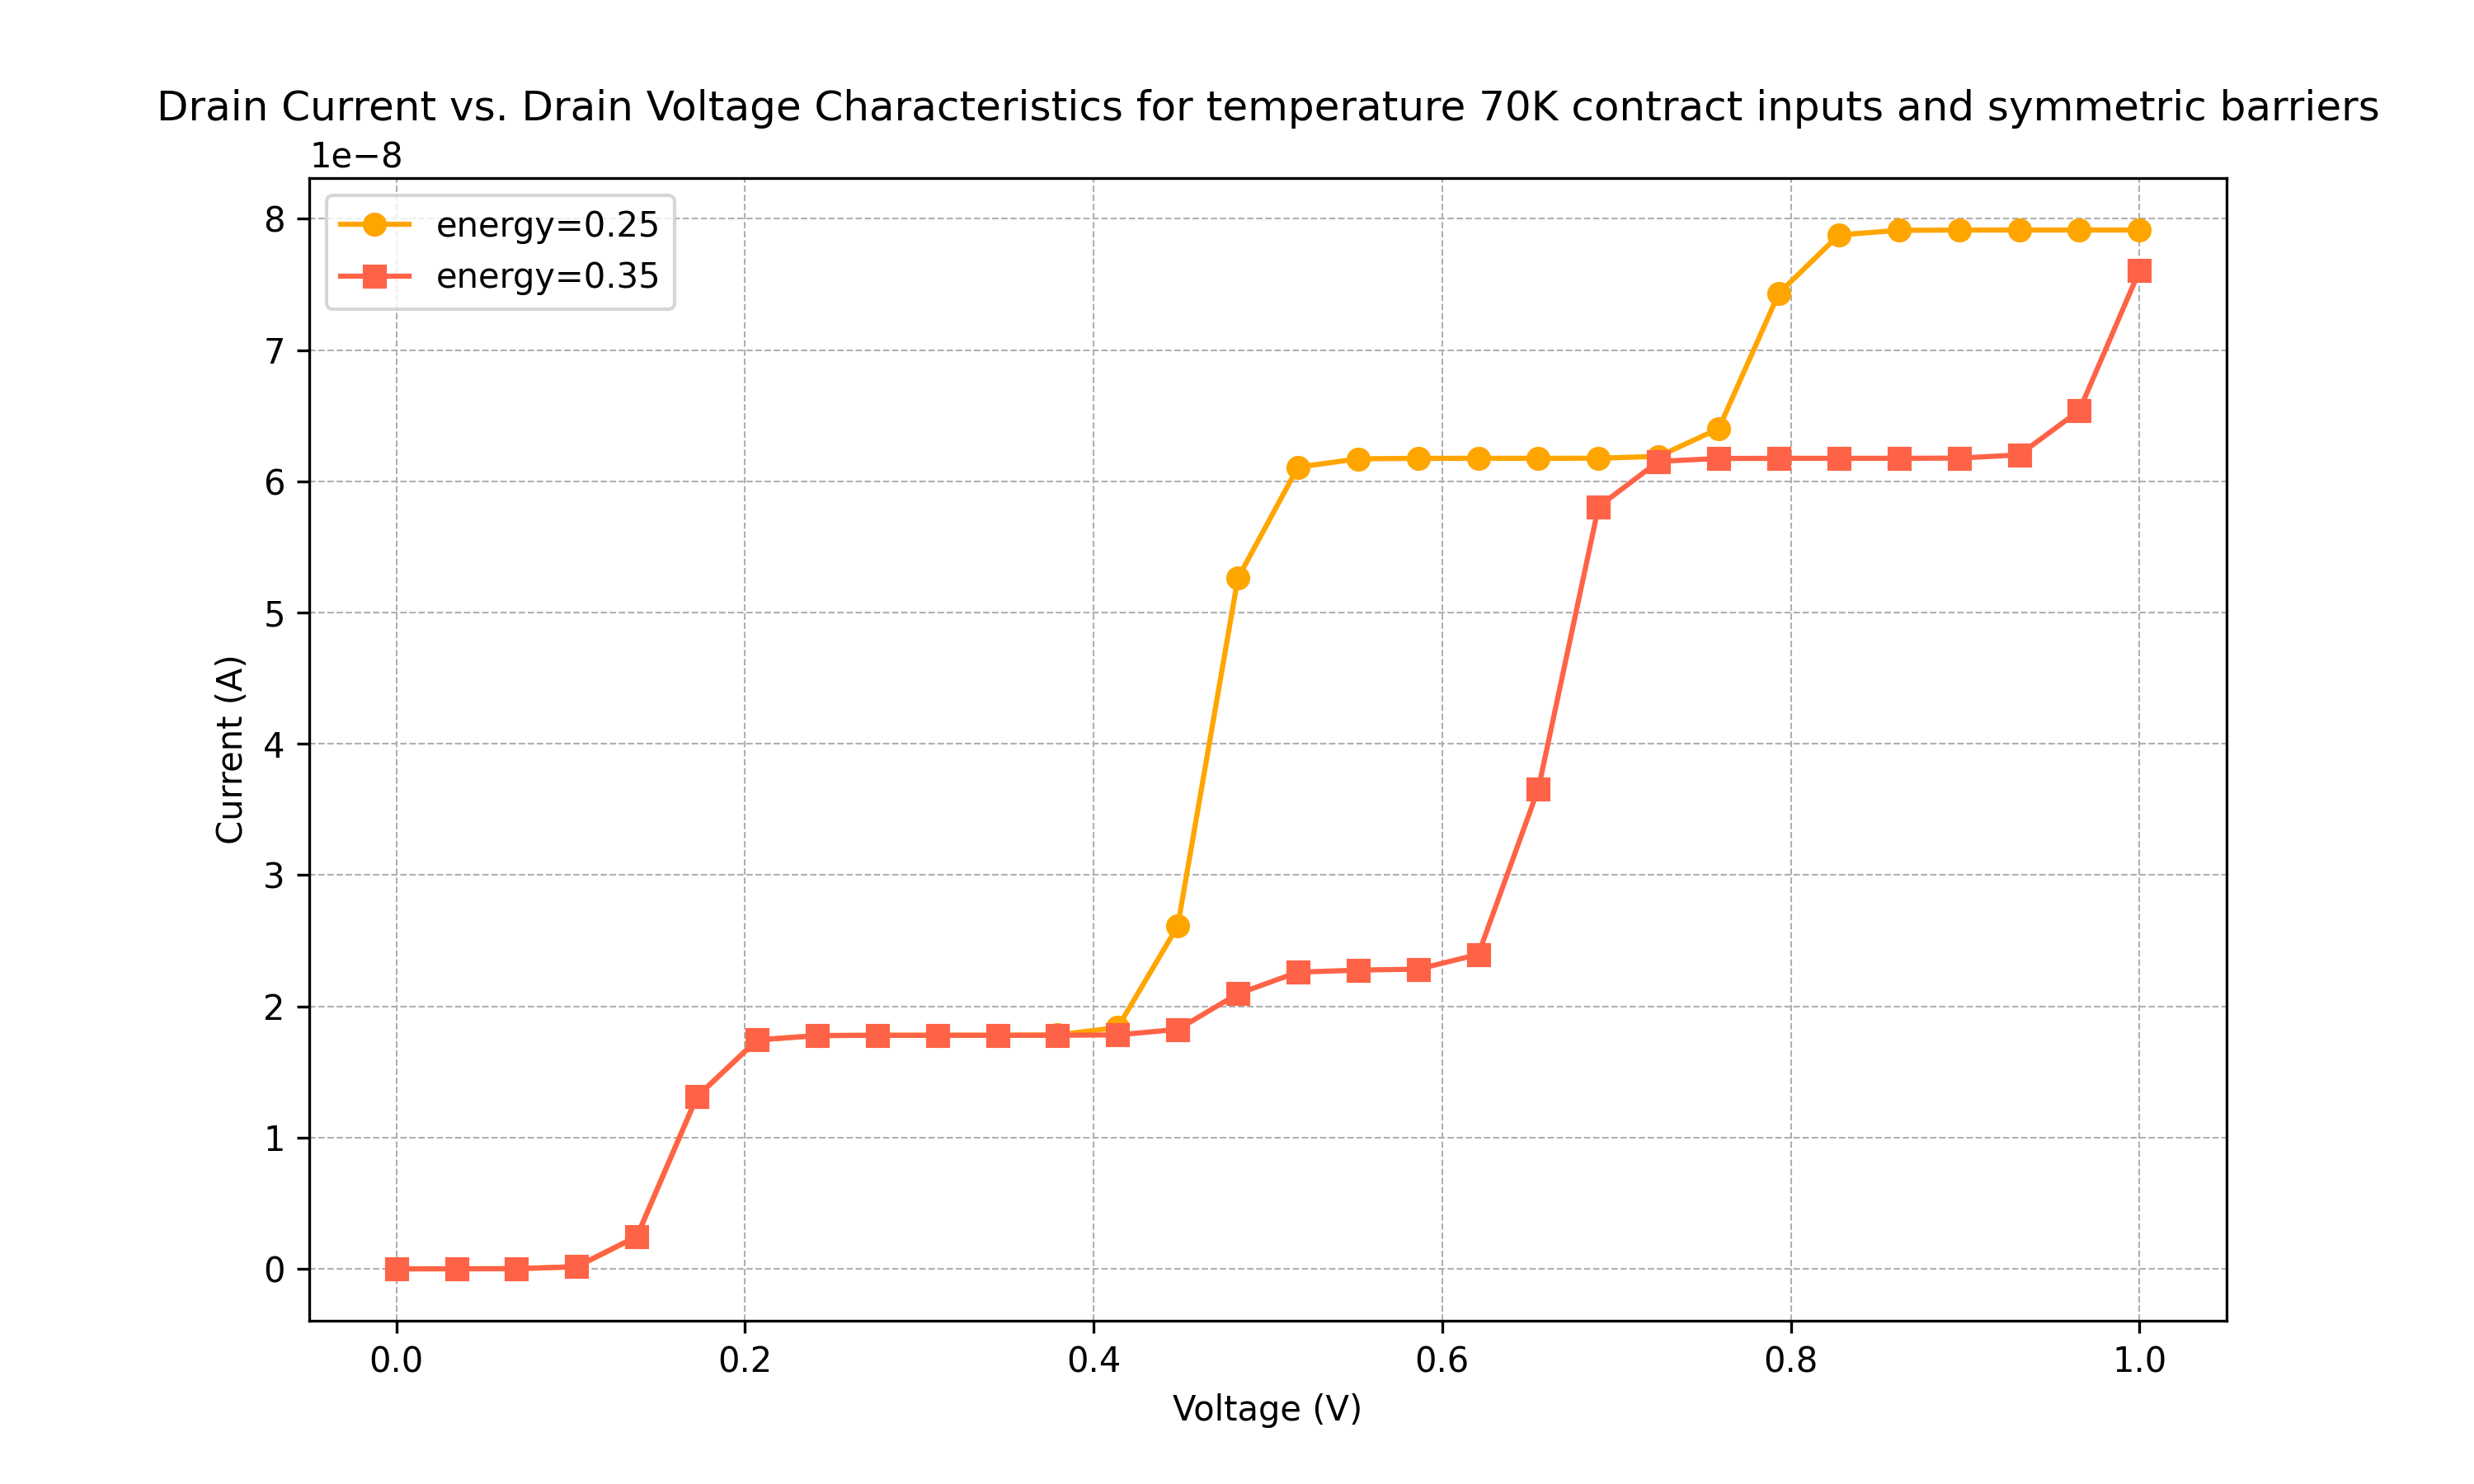 Drain Current vs. Drain Voltage Characteristics for temperature 70K contract inputs and symmetric barriers
1e−8
energy=0.25
energy=0.35
8
7
6
5
4
3
2
1
0
Current (A)
0.0 0.2 0.4 0.6 0.8 1.0
Voltage (V)